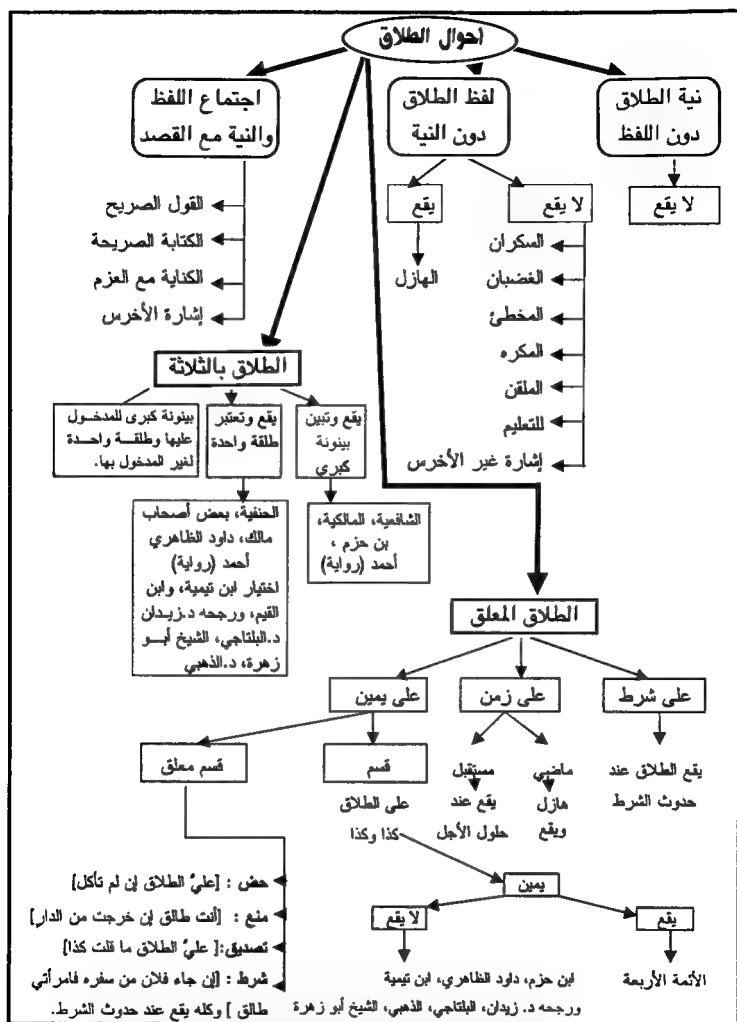 أحوال الطلاق
نية الطلاق
دون اللفظ
لا يقع
لفظ الطلاق
دون النية
لا يقع
السكران
الغضبان
المخطئ
المكره
الملقن
للتعليم
إشارة غير الأخرس
يقع
الهازل
اجتماع اللفظ
والنية مع القصد
القول الصريح
الكتابة الصريحة
الكناية مع العزم
إشارة الأخرس
الطلاق بالثلاثة
يقع وتبين
بينونة
كبري
الشافعية، المالكية،
بن حزم ،
أحمد (رواية)
يقع وتعتبر
طلقة واحدة
الحنفية، بعض أصحاب
مالك، داود الظاهري
أحمد (رواية)
اختيار ابن تيمية، وابن
القيم، ورجحه د.زيدان
د.البلتاجي، الشيخ أبو
زهرة، د.الذهبي
بينونة كبرى للمدخول
عليها وطلقة واحدة
لغير المدخول بها.
الطلاق المعلق
على شرط
يقع الطلاق عند
حدوث الشرط
على زمن
ماضي
هازل
ويقع
مستقبل
يقع عند
حلول الأجل
على يمين
قسم
على الطلاق
كذا وكذا
يمين
يقع
الأئمة الأربعة
لا يقع
ابن حزم، داود الظاهري، ابن تيمية
ورجحه د. زيدان، البلتاجي، الذهبي، الشيخ أبو زهرة
قسم معلق
حض : [عليَّ الطلاق إن لم تأكل]
منع : [أنت طالق إن خرجت من الدار]
تصديق:[ عليَّ الطلاق ما قلت كذا]
شرط : [إن جاء فلان من سفره فامرأتي
طالق ] وكله يقع عند حدوث الشرط.